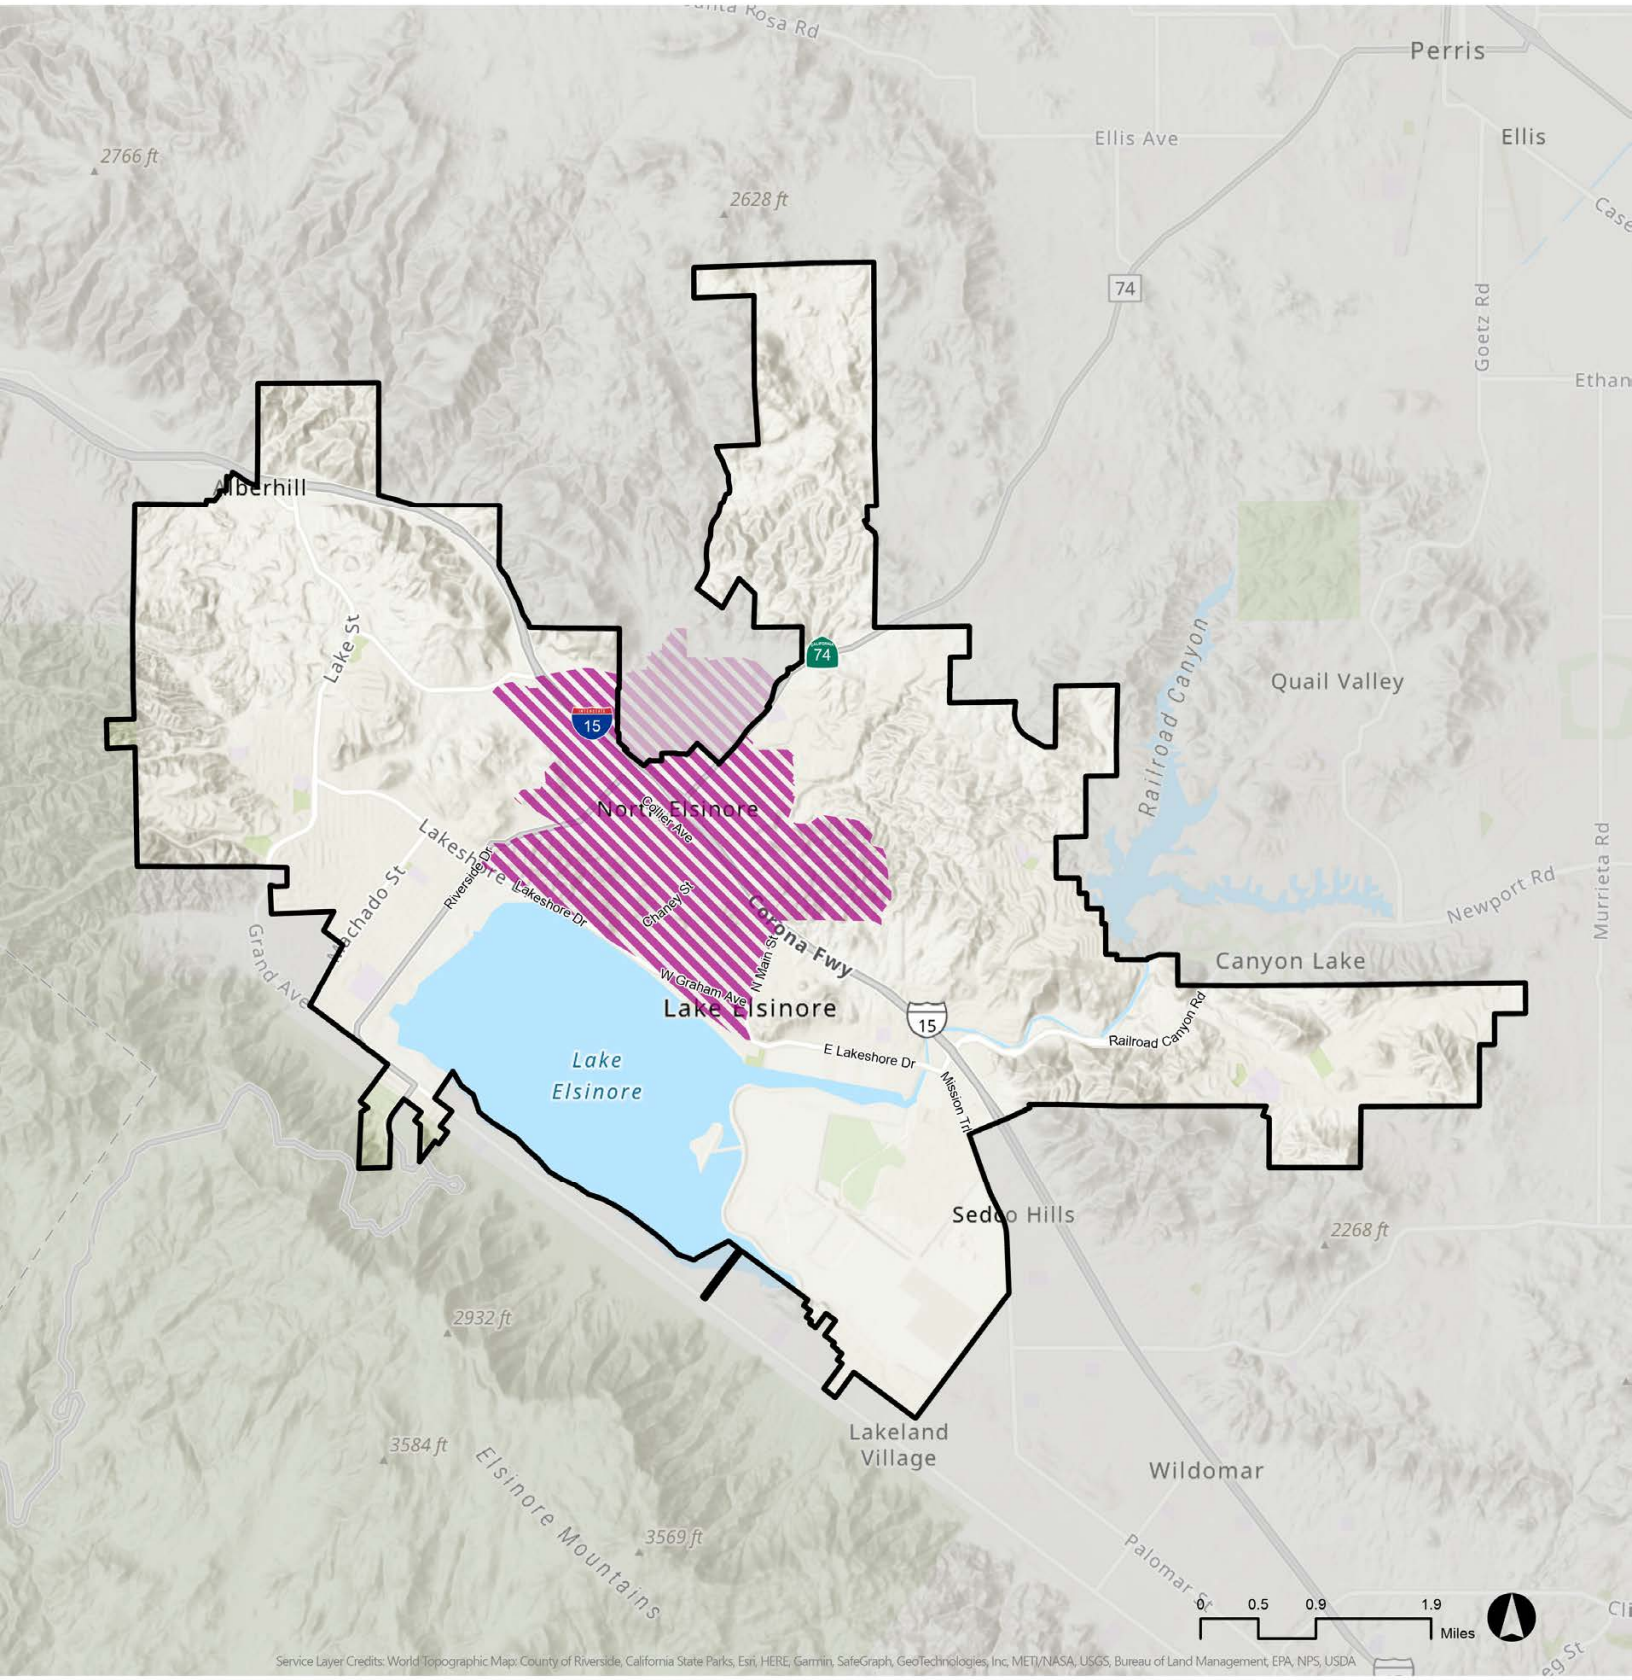 Rosa Rd
Perris
Ellis Ave
Ellis
2766 ft
2628 ft
Case
74
Goetz Rd
Ethan
Alberhill
Lake St
74
Railroad Canyon
Quail Valley
15
North Elsinore
Collier Ave
Lakeshore
Riverside Dr
Lakeshore Dr
Machado St
Chaney St
Corona Fwy
N Main St
Newport Rd
Murrieta Rd
Grand Ave
Canyon Lake
W Graham Ave
Lake Elsinore
15
Railroad Canyon Rd
E Lakeshore Dr
Lake
Elsinore
Mission Trl
Sedco Hills
2268 ft
2932 ft
Lakeland
Village
3584 ft
Elsinore Mountains
Wildomar
3569 ft
Palomar St
0 0.5 0.9 1.9
Miles
eg St
Service Layer Credits: World Topographic Map: County of Riverside, California State Parks, Esri, HERE, Garmin, SafeGraph, GeoTechnologies, Inc, METI/NASA, USGS, Bureau of Land Management, EPA, NPS, USDA